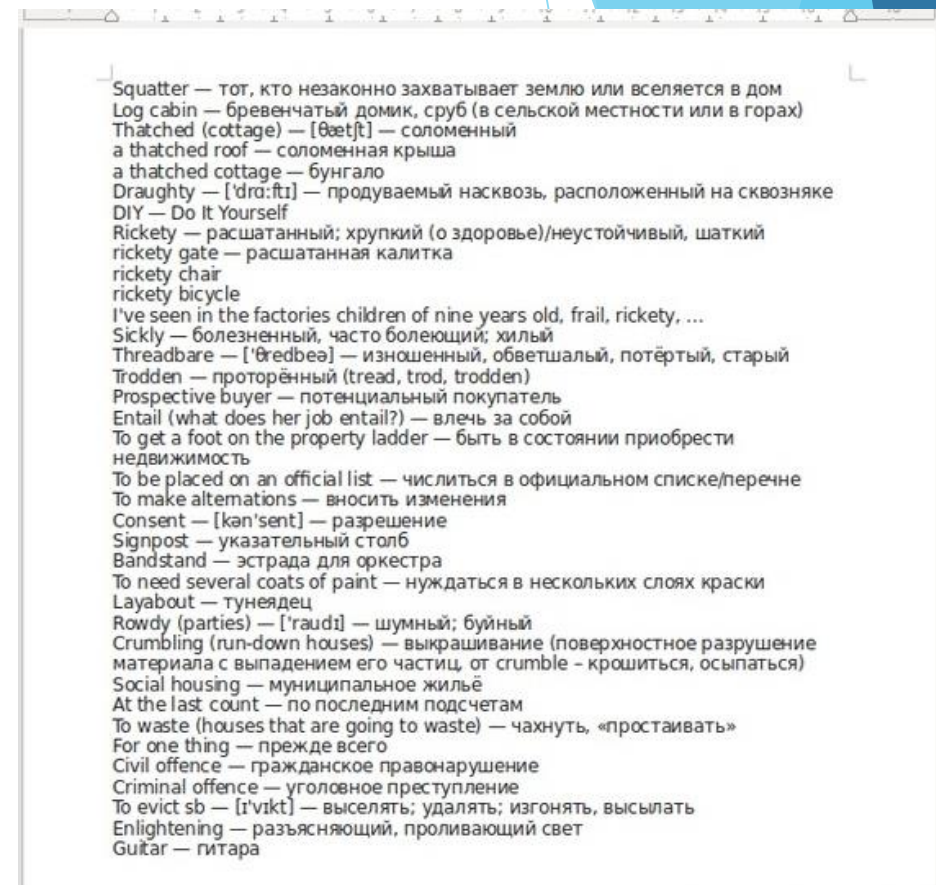 Squatter — тот, кто незаконно захватывает землю или вселяется в дом
Log cabin — бревенчатый домик, сруб (в сельской местности или в горах)
Thatched (cottage) — [θætʃt] — соломенный
a thatched roof — соломенная крыша
a thatched cottage — бунгало
Draughty — ['drɑ:ftɪ] — продуваемый насквозь, расположенный на сквозняке
DIY — Do It Yourself
Rickety — расшатанный; хрупкий (о здоровье)/неустойчивый, шаткий
rickety gate — расшатанная калитка
rickety chair
rickety bicycle
I've seen in the factories children of nine years old, frail, rickety, ...
Sickly — болезненный, часто болеющий; хилый
Threadbare — ['θredbeə] — изношенный, обветшалый, потёртый, старый
Trodden — проторённый (tread, trod, trodden)
Prospective buyer — потенциальный покупатель
Entail (what does her job entail?) — влечь за собой
To get a foot on the property ladder — быть в состоянии приобрести
недвижимость
To be placed on an official list — числиться в официальном списке/перечне
To make alternations — вносить изменения
Consent — [kən'sent] — разрешение
Signpost — указательный столб
Bandstand — эстрада для оркестра
To need several coats of paint — нуждаться в нескольких слоях краски
Layabout — тунеядец
Rowdy (parties) — ['raudɪ] — шумный; буйный
Crumbling (run-down houses) — выкрашивание (поверхностное разрушение
материала с выпадением его частиц, от crumble – крошиться, осыпаться)
Social housing — муниципальное жильё
At the last count — по последним подсчетам
To waste (houses that are going to waste) — чахнуть, «простаивать»
For one thing — прежде всего
Civil offence — гражданское правонарушение
Criminal offence — уголовное преступление
To evict sb — [ɪ'vɪkt] — выселять; удалять; изгонять, высылать
Enlightening — разъясняющий, проливающий свет
Guitar — гитара